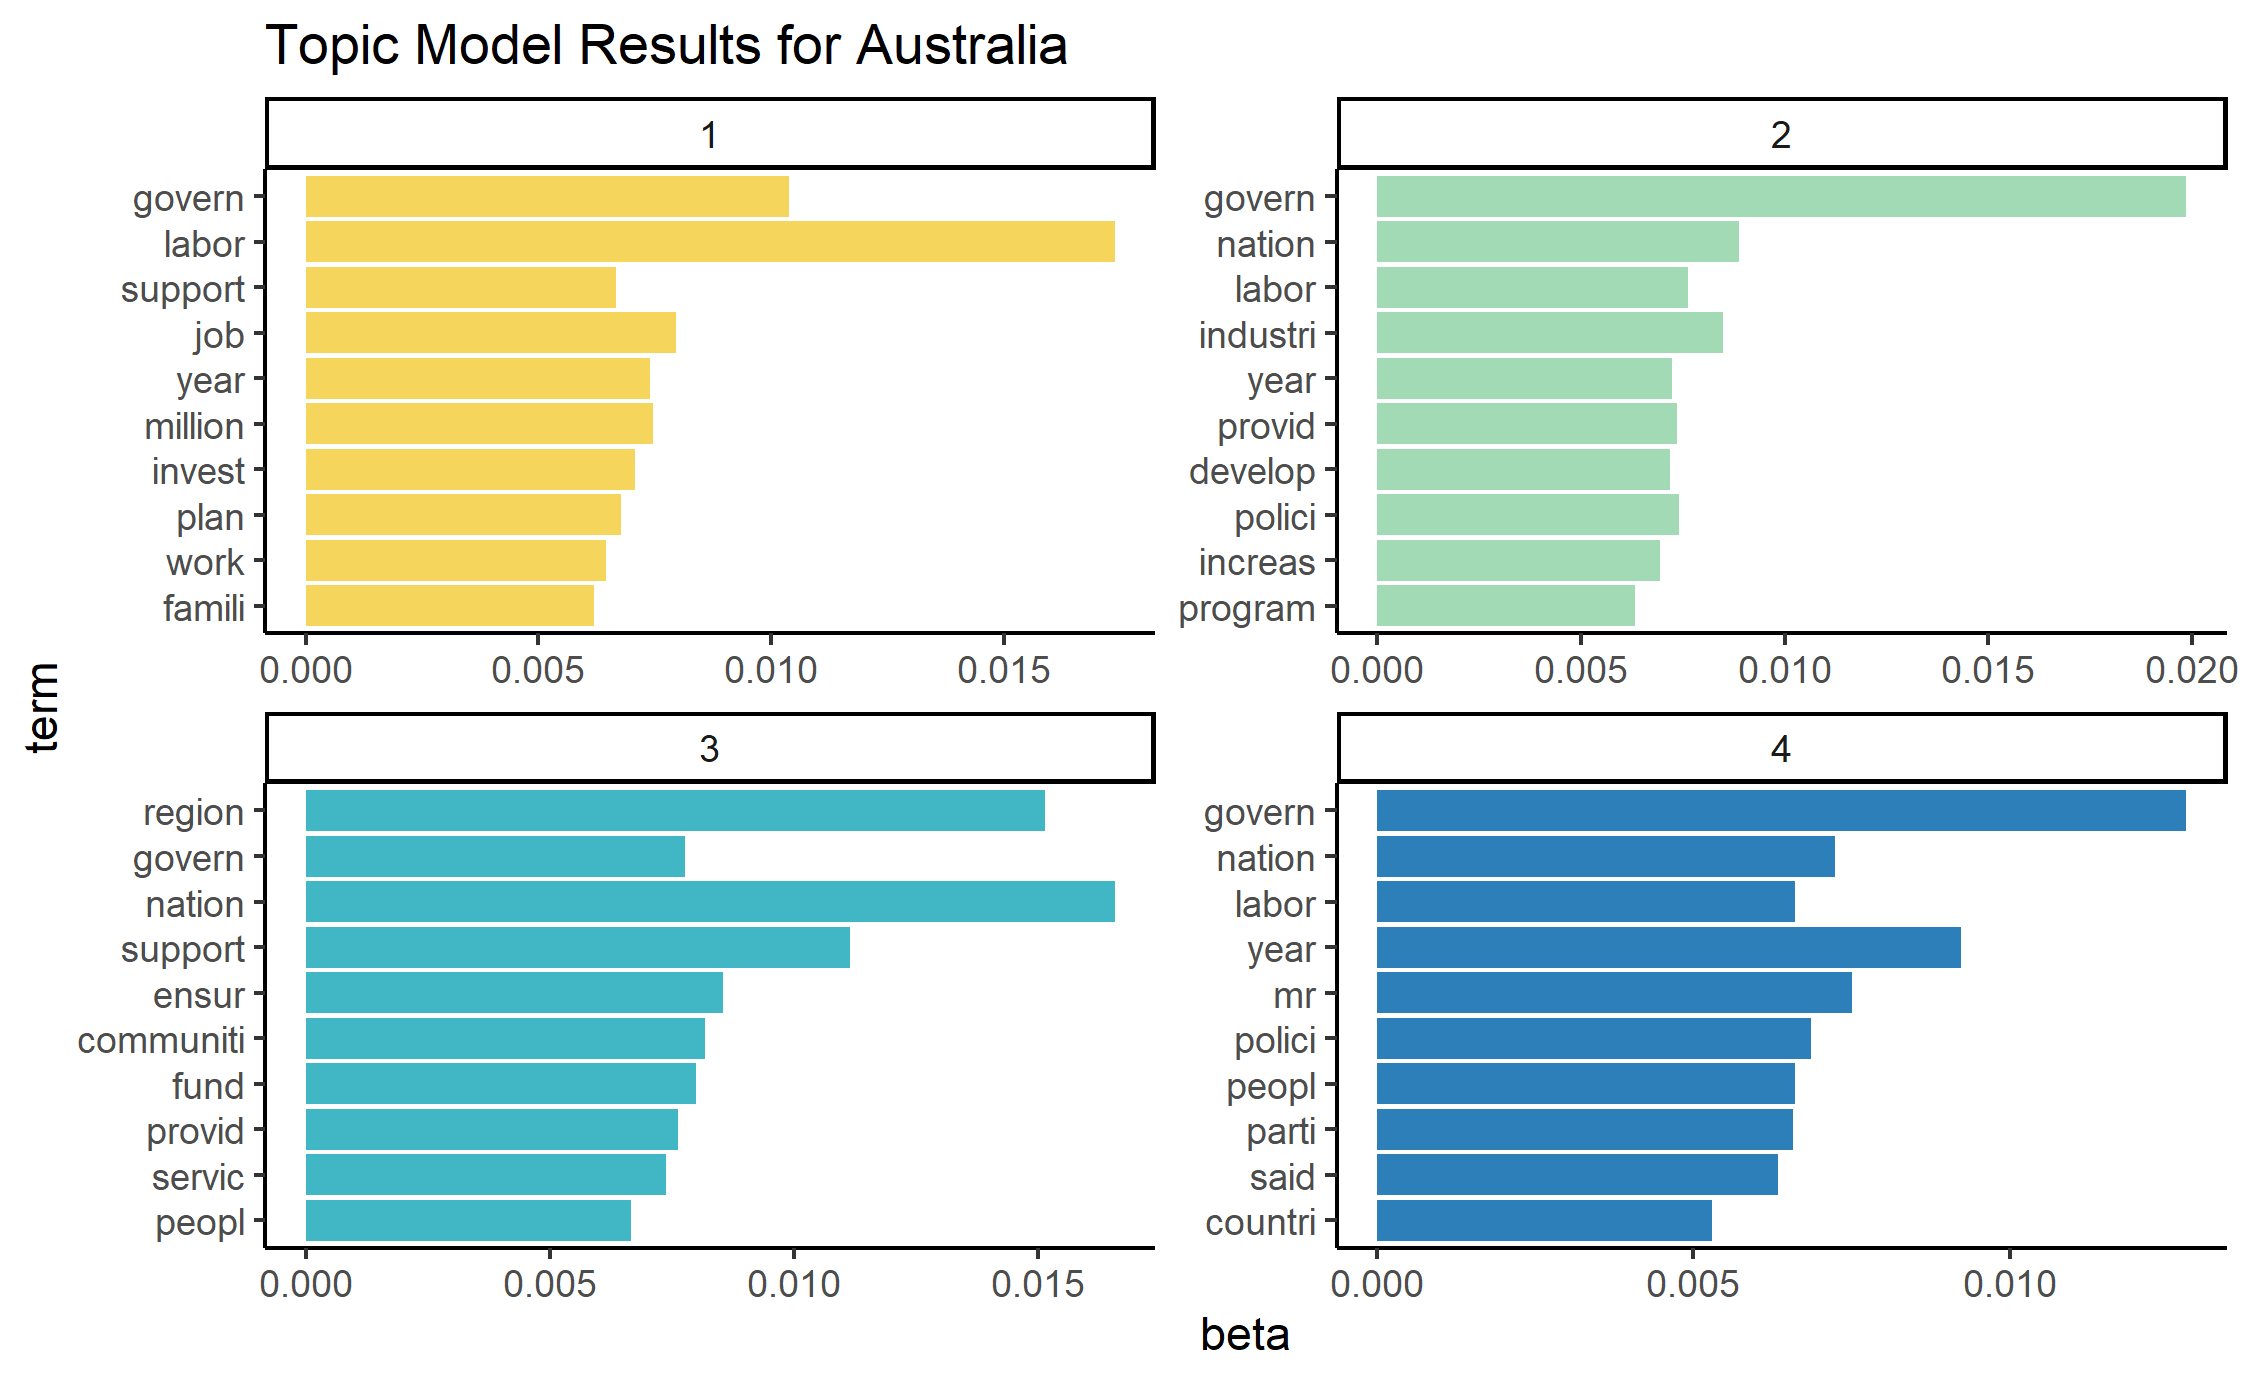 Topic Model Results for Australia
1
govern
labor
support
job
year
million
invest
plan
work
famili
0.000 0.005 0.010 0.015
2
govern
nation
labor
industri
year
provid
develop
polici
increas
program
0.000 0.005 0.010 0.015 0.020
3
region
govern
nation
support
ensur
communiti
fund
provid
servic
peopl
0.000 0.005 0.010 0.015
4
govern
nation
labor
year
mr
polici
peopl
parti
said
countri
0.000 0.005 0.010
term
beta